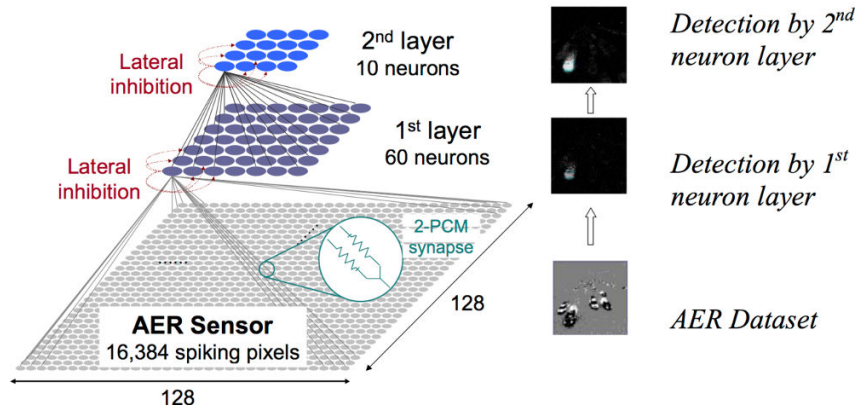 2nd layer
10 neurons
Lateral
inhibition
1st layer
60 neurons
Lateral
inhibition
2-PCM
synapse
AER Sensor
16,384 spiking pixels
128
128
Detection by 2nd
neuron layer
Detection by 1st
neuron layer
AER Dataset